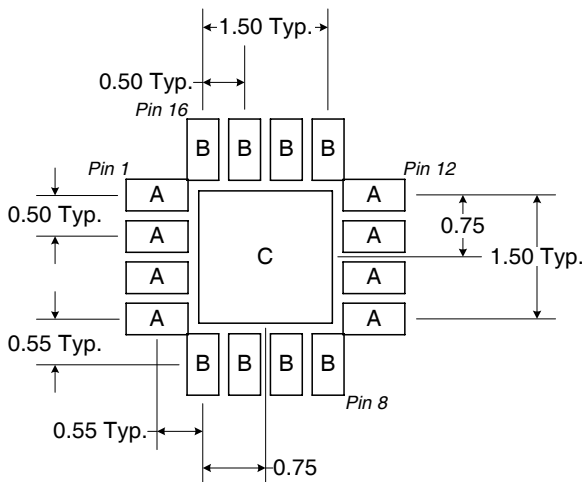 1.50 Typ.
0.50 Typ.
Pin 16
B B B B
Pin 1
Pin 12
A
A
0.50 Typ.
0.75
A
A
C
1.50 Typ.
A
A
A
A
0.55 Typ.
B B B B
Pin 8
0.55 Typ.
0.75